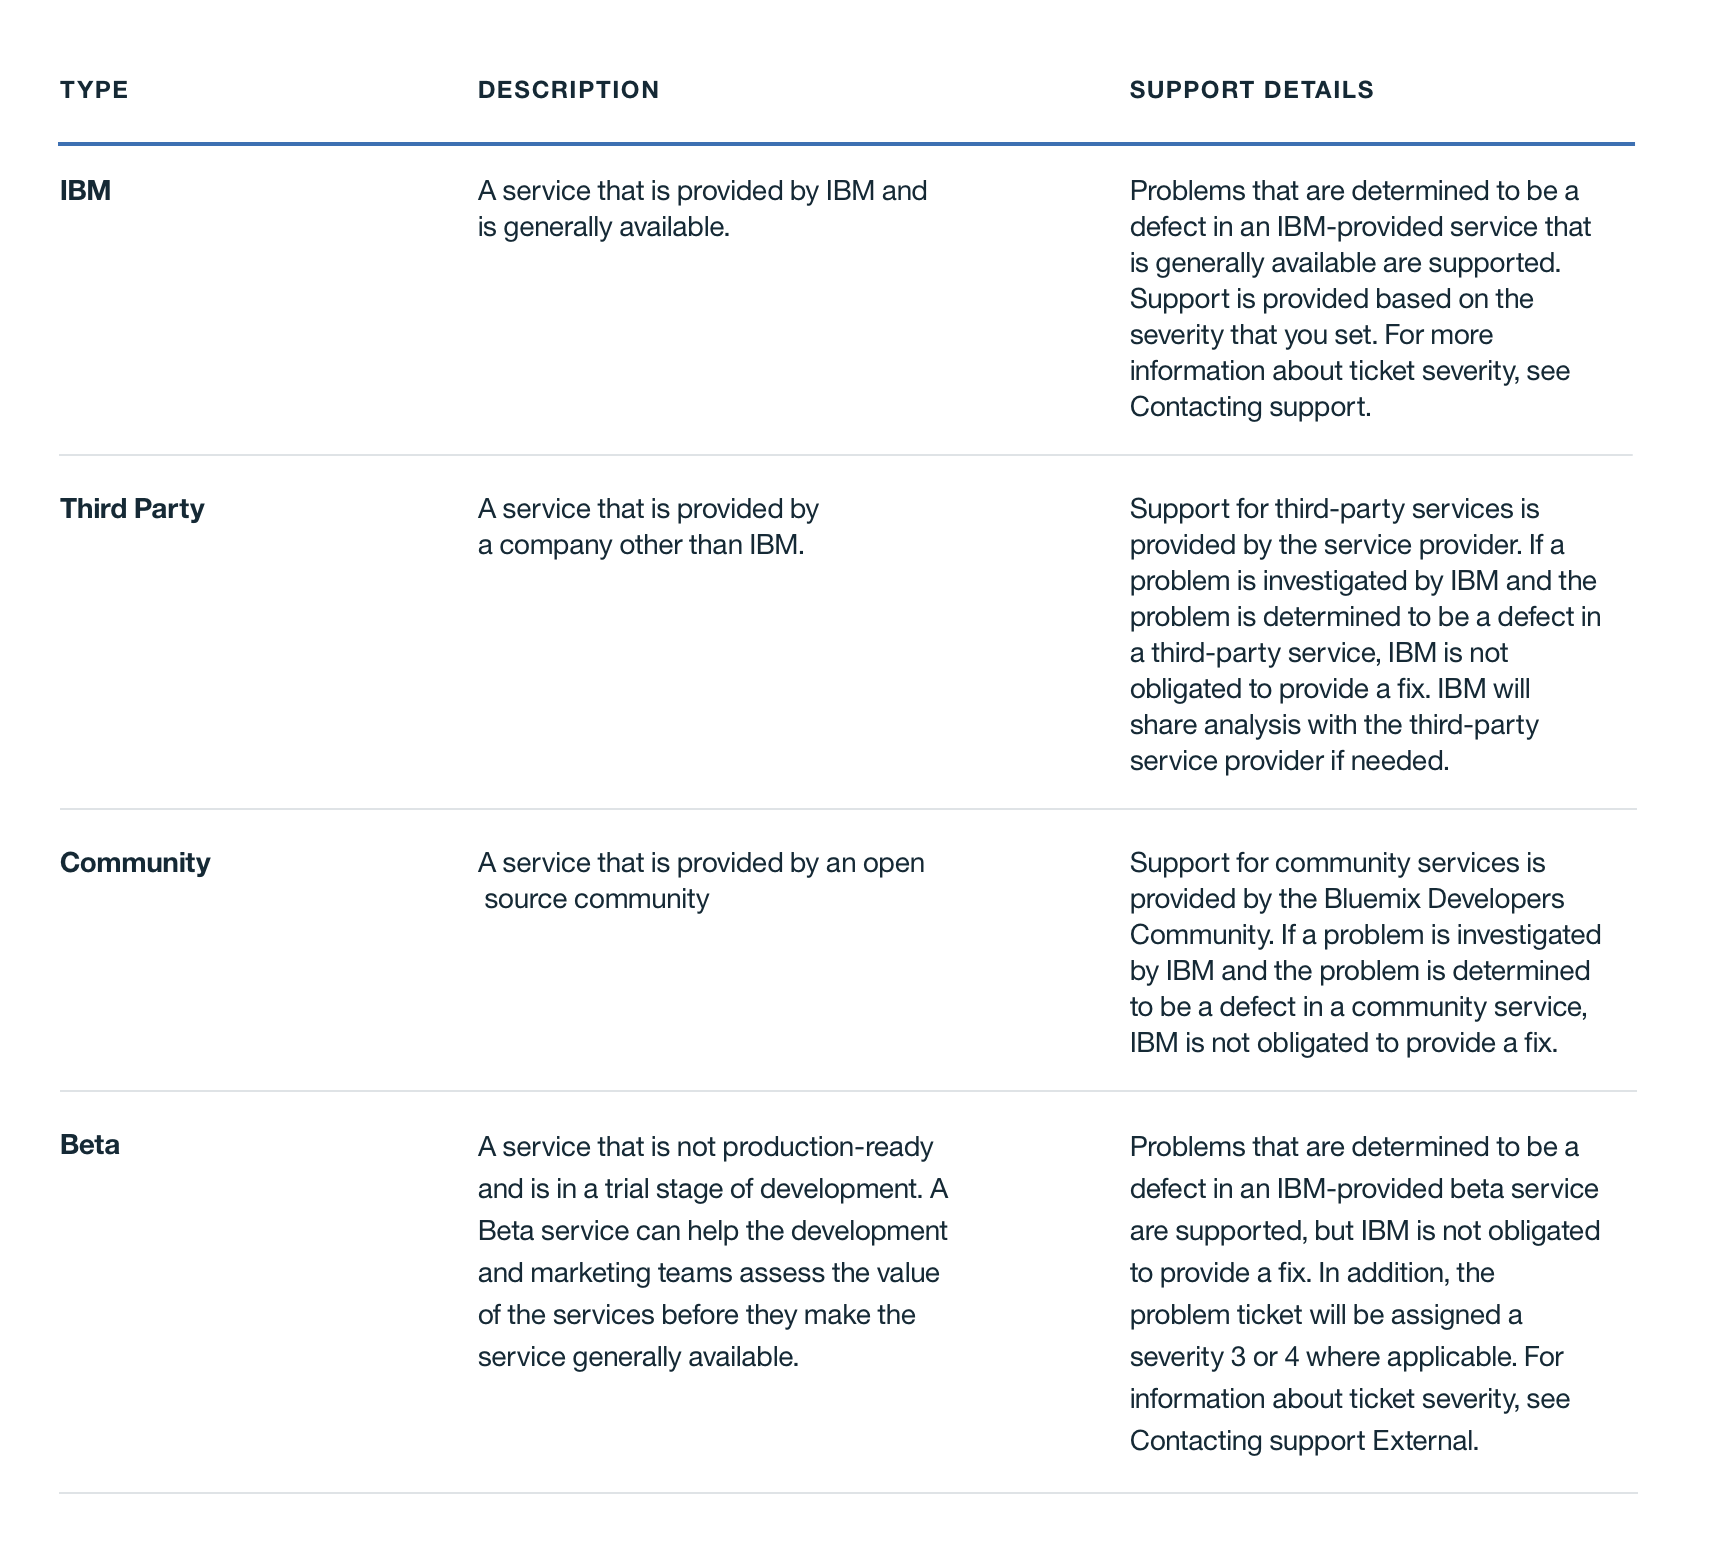 TYPE
DESCRIPTION
SUPPORT DETAILS
IBM
A service that is provided by IBM and
is generally available.
Problems that are determined to be a
defect in an IBM-provided service that
is generally available are supported.
Support is provided based on the
severity that you set. For more
information about ticket severity, see
Contacting support.
Third Party
A service that is provided by
a company other than IBM.
Support for third-party services is
provided by the service provider. If a
problem is investigated by IBM and the
problem is determined to be a defect in
a third-party service, IBM is not
obligated to provide a fix. IBM will
share analysis with the third-party
service provider if needed.
Community
A service that is provided by an open
source community
Support for community services is
provided by the Bluemix Developers
Community. If a problem is investigated
by IBM and the problem is determined
to be a defect in a community service,
IBM is not obligated to provide a fix.
Beta
A service that is not production-ready
and is in a trial stage of development. A
Beta service can help the development
and marketing teams assess the value
of the services before they make the
service generally available.
Problems that are determined to be a
defect in an IBM-provided beta service
are supported, but IBM is not obligated
to provide a fix. In addition, the
problem ticket will be assigned a
severity 3 or 4 where applicable. For
information about ticket severity, see
Contacting support External.